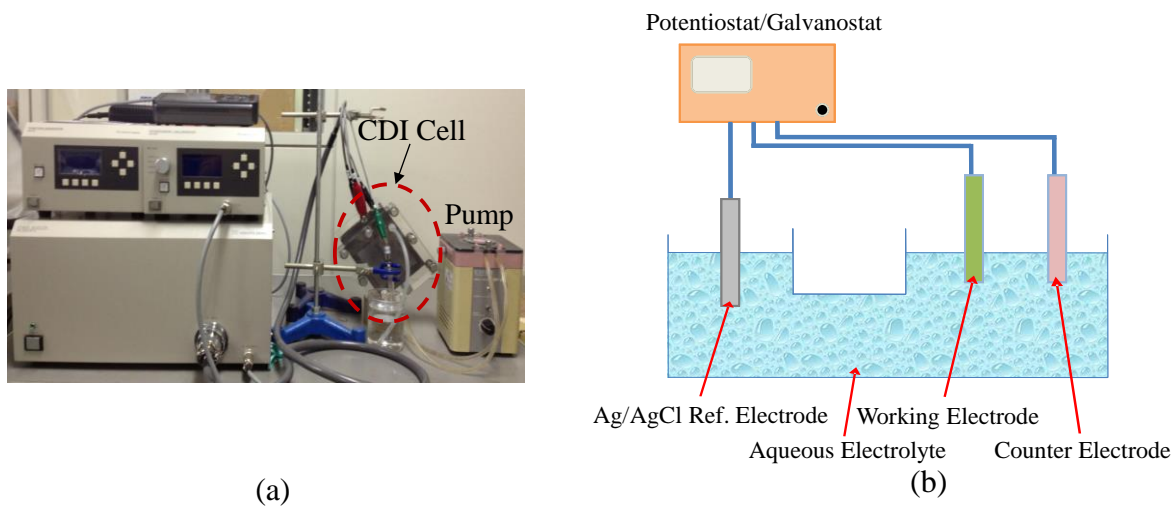 Potentiostat/Galvanostat
CDI Cell
Pump
Ag/AgCl Ref. Electrode
Working Electrode
Aqueous Electrolyte
Counter Electrode
(a)
(b)